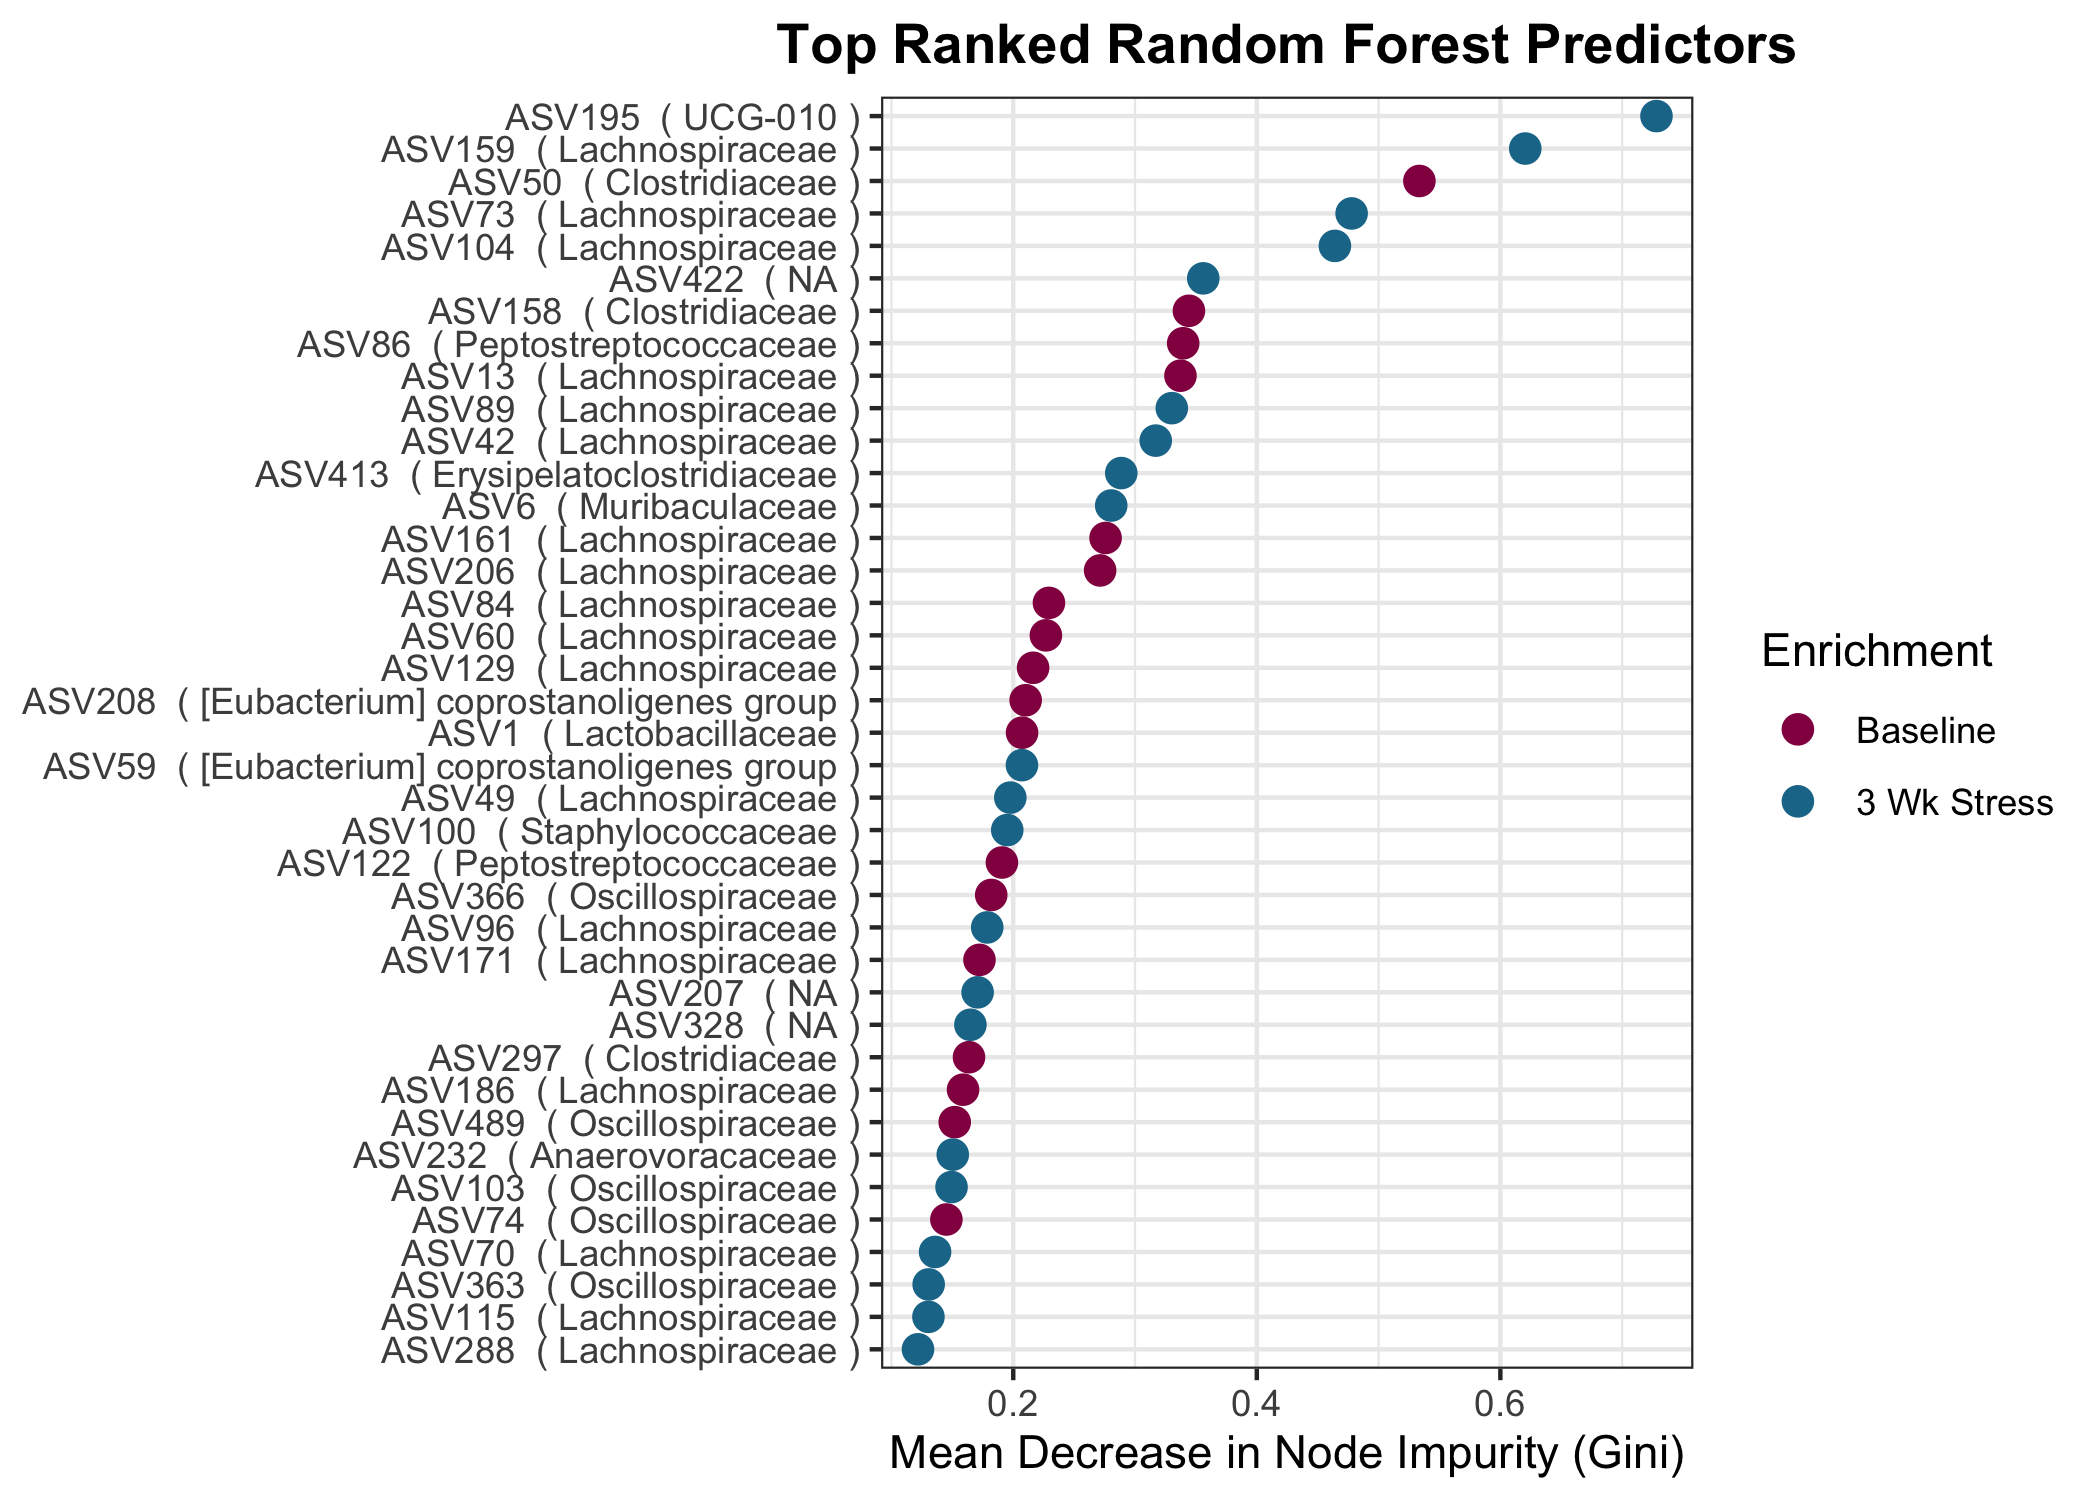 Top Ranked Random Forest Predictors
ASV195 ( UCG-010 )
ASV159 ( Lachnospiraceae )
ASV50 ( Clostridiaceae )
ASV73 ( Lachnospiraceae )
ASV104 ( Lachnospiraceae )
ASV422 ( NA )
ASV158 ( Clostridiaceae )
ASV86 ( Peptostreptococcaceae )
ASV13 ( Lachnospiraceae )
ASV89 ( Lachnospiraceae )
ASV42 ( Lachnospiraceae )
ASV413 ( Erysipelatoclostridiaceae )
ASV6 ( Muribaculaceae )
ASV161 ( Lachnospiraceae )
ASV206 ( Lachnospiraceae )
ASV84 ( Lachnospiraceae )
ASV60 ( Lachnospiraceae )
ASV129 ( Lachnospiraceae )
ASV208 ( [Eubacterium] coprostanoligenes group )
ASV1 ( Lactobacillaceae )
ASV59 ( [Eubacterium] coprostanoligenes group )
ASV49 ( Lachnospiraceae )
ASV100 ( Staphylococcaceae )
ASV122 ( Peptostreptococcaceae )
ASV366 ( Oscillospiraceae )
ASV96 ( Lachnospiraceae )
ASV171 ( Lachnospiraceae )
ASV207 ( NA )
ASV328 ( NA )
ASV297 ( Clostridiaceae )
ASV186 ( Lachnospiraceae )
ASV489 ( Oscillospiraceae )
ASV232 ( Anaerovoracaceae )
ASV103 ( Oscillospiraceae )
ASV74 ( Oscillospiraceae )
ASV70 ( Lachnospiraceae )
ASV363 ( Oscillospiraceae )
ASV115 ( Lachnospiraceae )
ASV288 ( Lachnospiraceae )
0.2 0.4 0.6
Mean Decrease in Node Impurity (Gini)
Enrichment
Baseline
3 Wk Stress